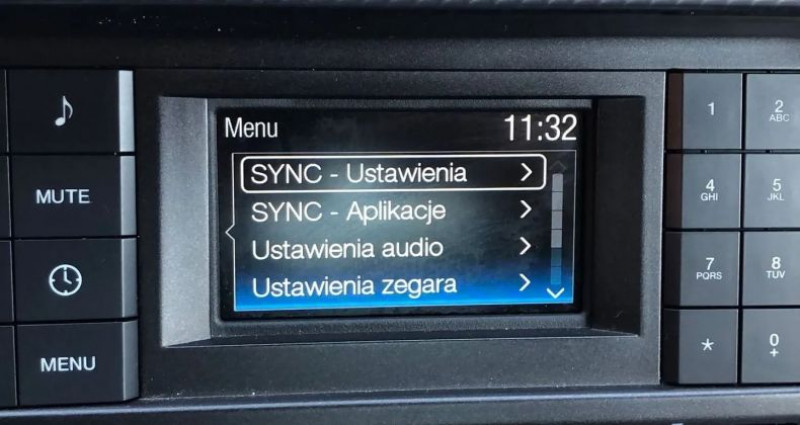 Menu 11:32
SYNC - Ustawienia
SYNC - Aplikacje
Ustawienia audio
Ustawienia zegara
MUTE
MENU
1
2
ABC
4
GHI
5
JKL
7
PQRS
8
TUV
*
0
+